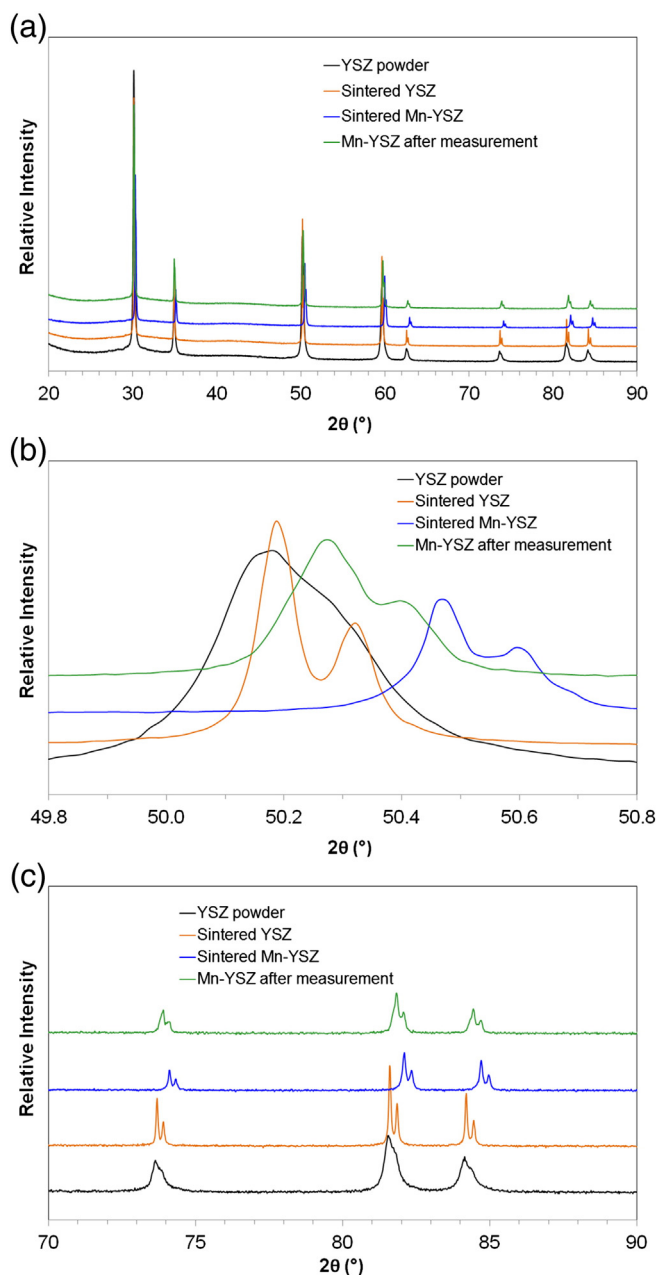 (a)
YSZ powder
Sintered YSZ
Sintered Mn-YSZ
Mn-YSZ after measurement
Relative Intensity
20 30 40 50 60 70 80 90
2θ (°)
(b)
YSZ powder
Sintered YSZ
Sintered Mn-YSZ
Mn-YSZ after measurement
Relative Intensity
49.8 50.0 50.2 50.4 50.6 50.8
2θ (°)
(c)
YSZ powder
Sintered YSZ
Sintered Mn-YSZ
Mn-YSZ after measurement
Relative Intensity
70 75 80 85 90
2θ (°)